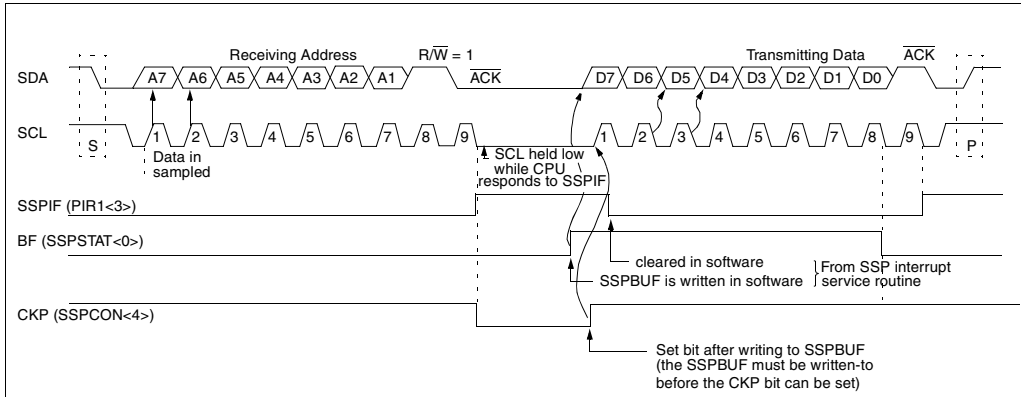 Receiving Address R/W = 1 Transmitting Data ACK
SDA A7 A6 A5 A4 A3 A2 A1 ACK D7 D6 D5 D4 D3 D2 D1 D0
SCL S 1 2 3 4 5 6 7 8 9 1 2 3 4 5 6 7 8 9 P
Data in
sampled
SCL held low
while CPU
responds to SSPIF
SSPIF (PIR1<3>)
BF (SSPSTAT<0>)
cleared in software
SSPBUF is written in software
From SSP interrupt
service routine
CKP (SSPCON<4>)
Set bit after writing to SSPBUF
(the SSPBUF must be written-to
before the CKP bit can be set)